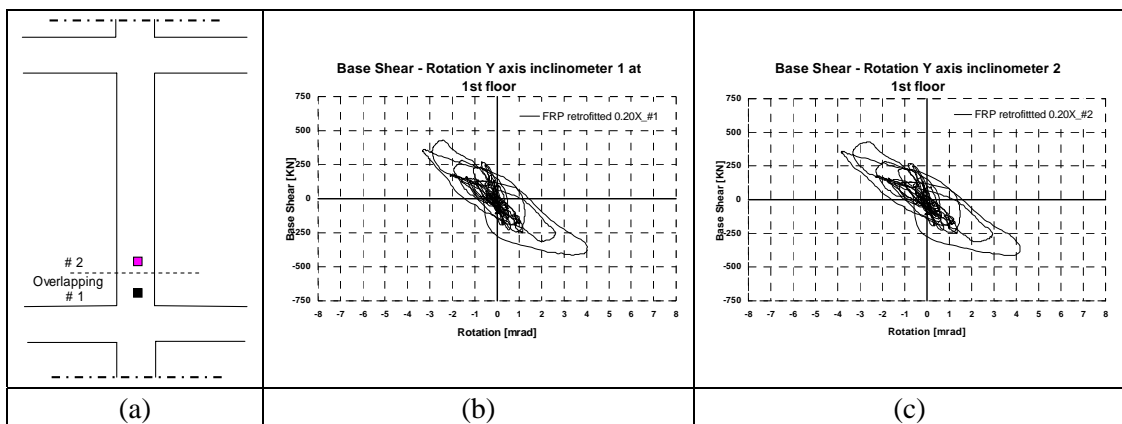 # 2
Overlapping
# 1
(a)
Base Shear - Rotation Y axis inclinometer 1 at
1st floor
FRP retrofitted 0.20X_#1
Base Shear [KN]
750
500
250
0
-250
-500
-750
-8 -7 -6 -5 -4 -3 -2 -1 0 1 2 3 4 5 6 7 8
Rotation [mrad]
(b)
Base Shear - Rotation Y axis inclinometer 2
1st floor
FRP retrofittted 0.20X_#2
Base Shear [KN]
750
500
250
0
-250
-500
-750
-8 -7 -6 -5 -4 -3 -2 -1 0 1 2 3 4 5 6 7 8
Rotation [mrad]
(c)